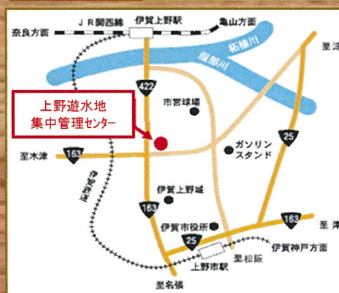 JR関西線
伊賀上野駅
亀山方面
奈良方面
柘植川
服部川
至津
422
市営球場
上野遊水地
集中管理センター
25
ガソリン
スタンド
至木津
163
伊賀鉄道
伊賀上野城
163
伊賀市役所
163
至津
25
伊賀神戸方面
上野市駅
至松阪
至名張